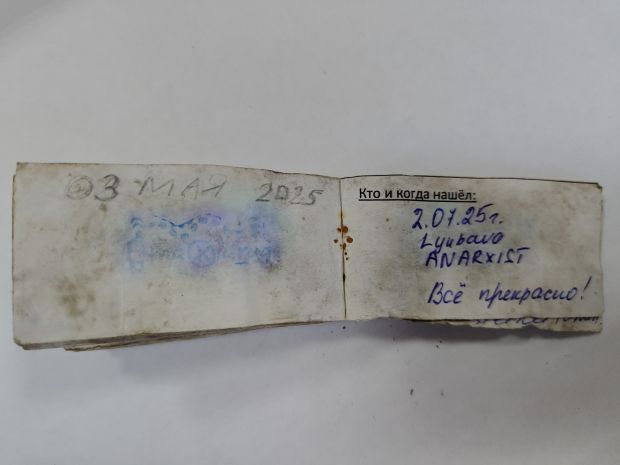 03 МАЯ 2025
Кто и когда нашёл:
2.07.25г.
Lyubava
ANARXIST
Всё прекрасно!